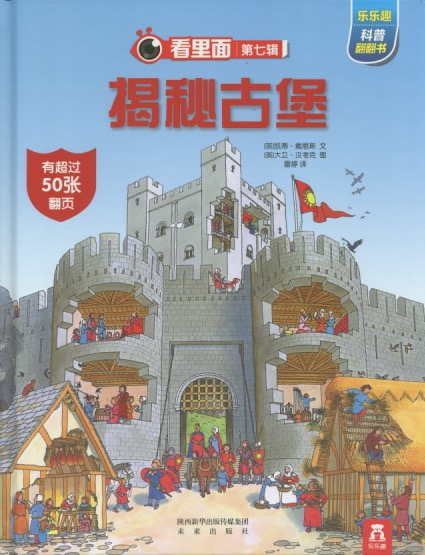 看里面 第七辑
乐乐趣
科普
翻翻书
揭秘古堡
[英]凯蒂·戴恩斯 文
[英]大卫·汉考克 图
雷婷 译
有超过
50张
翻页
陕西新华出版传媒集团
未来出版社
乐乐趣